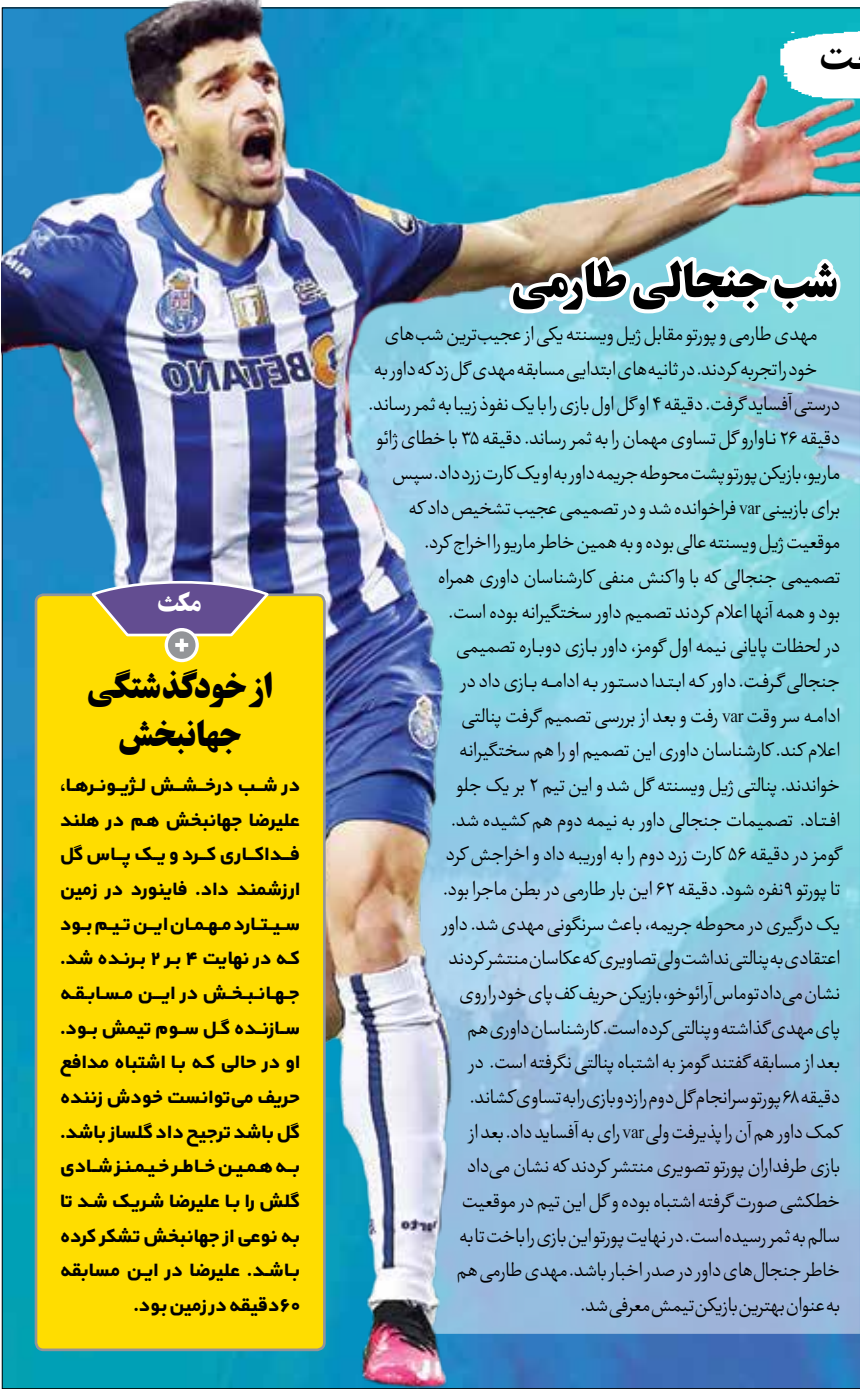 شب جنجالی طارمی
مهدی طارمی و پورتو مقابل ژیل ویسنته یکی از عجیب‌ترین شب‌های
خود را تجربه کردند. در ثانیه‌های ابتدایی مسابقه مهدی گل زد که داور به
درستی آفساید گرفت. دقیقه ۴ او گل اول بازی را با یک نفوذ زیبا به ثمر رساند.
دقیقه ۲۶ ناوارو گل تساوی مهمان را به ثمر رساند. دقیقه ۳۵ با خطای ژائو
ماریو، بازیکن پورتو پشت محوطه جریمه داور به او یک کارت زرد داد. سپس
برای بازبینی var فراخوانده شد و در تصمیمی عجیب تشخیص داد که
موقعیت ژیل ویسنته عالی بوده و به همین خاطر ماریو را اخراج کرد.
تصمیمی جنجالی که با واکنش منفی کارشناسان داوری همراه
بود و همه آنها اعلام کردند تصمیم داور سختگیرانه بوده است.
در لحظات پایانی نیمه اول گومز، داور بازی دوباره تصمیمی
جنجالی گرفت. داور که ابتدا دستور به ادامه بازی داد در
ادامه سر وقت var رفت و بعد از بررسی تصمیم گرفت پنالتی
اعلام کند. کارشناسان داوری این تصمیم او را هم سختگیرانه
خواندند. پنالتی ژیل ویسنته گل شد و این تیم ۲ بر یک جلو
افتاد. تصمیمات جنجالی داور به نیمه دوم هم کشیده شد.
گومز در دقیقه ۵۶ کارت زرد دوم را به اوریبه داد و اخراجش کرد
تا پورتو ۹نفره شود. دقیقه ۶۲ این بار طارمی در بطن ماجرا بود.
یک درگیری در محوطه جریمه، باعث سرنگونی مهدی شد. داور
اعتقادی به پنالتی نداشت ولی تصاویری که عکاسان منتشر کردند
نشان می‌داد توماس آرائوخو، بازیکن حریف کف پای خود را روی
پای مهدی گذاشته و پنالتی کرده است. کارشناسان داوری هم
بعد از مسابقه گفتند گومز به اشتباه پنالتی نگرفته است. در
دقیقه ۶۸ پورتو سرانجام گل دوم را زد و بازی را به تساوی کشاند.
کمک داور هم آن را پذیرفت ولی var رای به آفساید داد. بعد از
بازی طرفداران پورتو تصویری منتشر کردند که نشان می‌داد
خطکشی صورت گرفته اشتباه بوده و گل این تیم در موقعیت
سالم به ثمر رسیده است. در نهایت پورتو این بازی را باخت تا به
خاطر جنجال‌های داور در صدر اخبار باشد. مهدی طارمی هم
به عنوان بهترین بازیکن تیمش معرفی شد.
مکث
از خودگذشتگی
جهانبخش
در شب درخشش لژیونرها،
علیرضا جهانبخش هم در هلند
فداکاری کرد و یک پاس گل
ارزشمند داد. فاینورد در زمین
سیتارد مهمان این تیم بود
که در نهایت ۴ بر ۲ برنده شد.
جهانبخش در این مسابقه
سازنده گل سوم تیمش بود.
او در حالی که با اشتباه مدافع
حریف می‌توانست خودش زننده
گل باشد ترجیح داد گلساز باشد.
به همین خاطر خیمنز شادی
گلش را با علیرضا شریک شد تا
به نوعی از جهانبخش تشکر کرده
باشد. علیرضا در این مسابقه
۶۰دقیقه در زمین بود.
BETANO